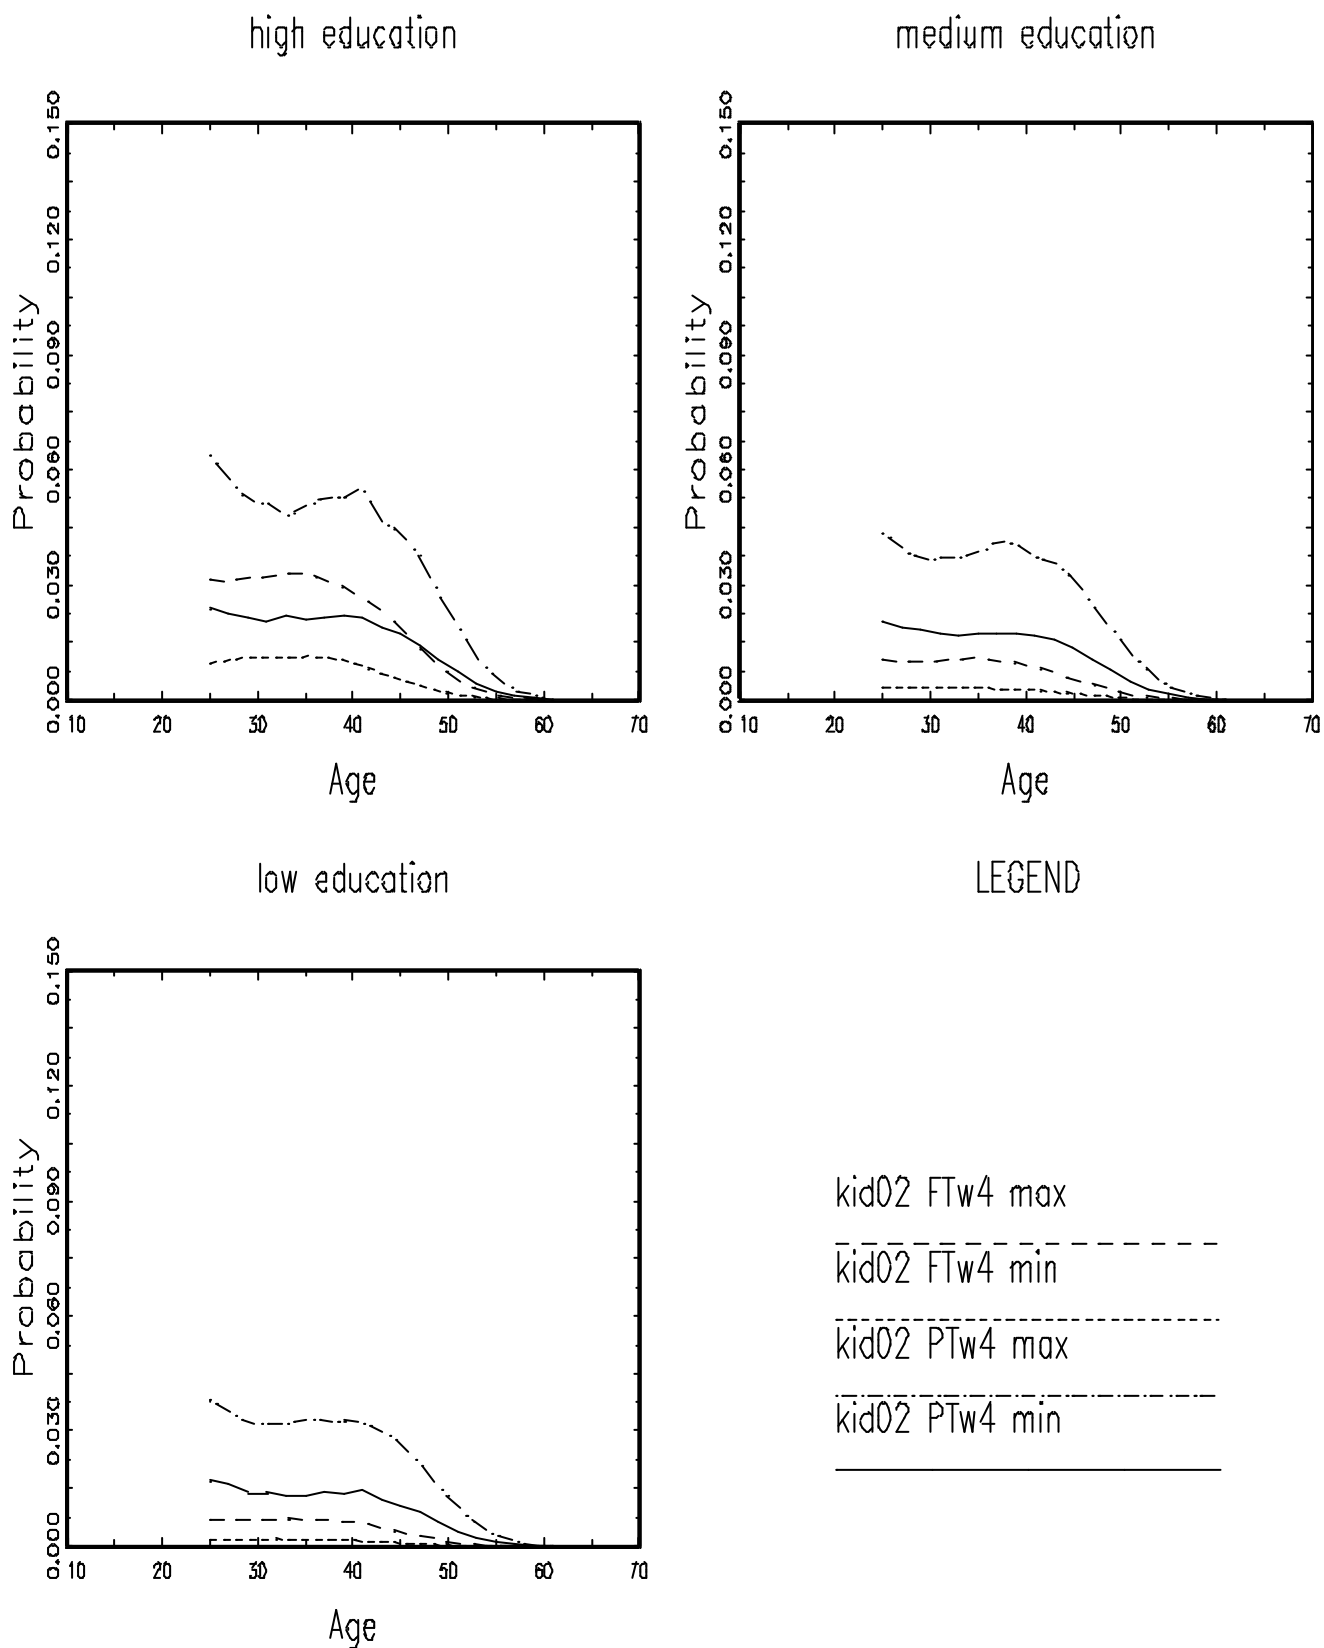 high education
0.150
0.120
0.090
0.060
0.030
0.000
Probability
10 20 30 40 50 60 70
Age
medium education
0.150
0.120
0.090
0.060
0.030
0.000
Probability
10 20 30 40 50 60 70
Age
low education
0.150
0.120
0.090
0.060
0.030
0.000
Probability
10 20 30 40 50 60 70
Age
LEGEND
kid02 FTw4 max
kid02 FTw4 min
kid02 PTw4 max
kid02 PTw4 min